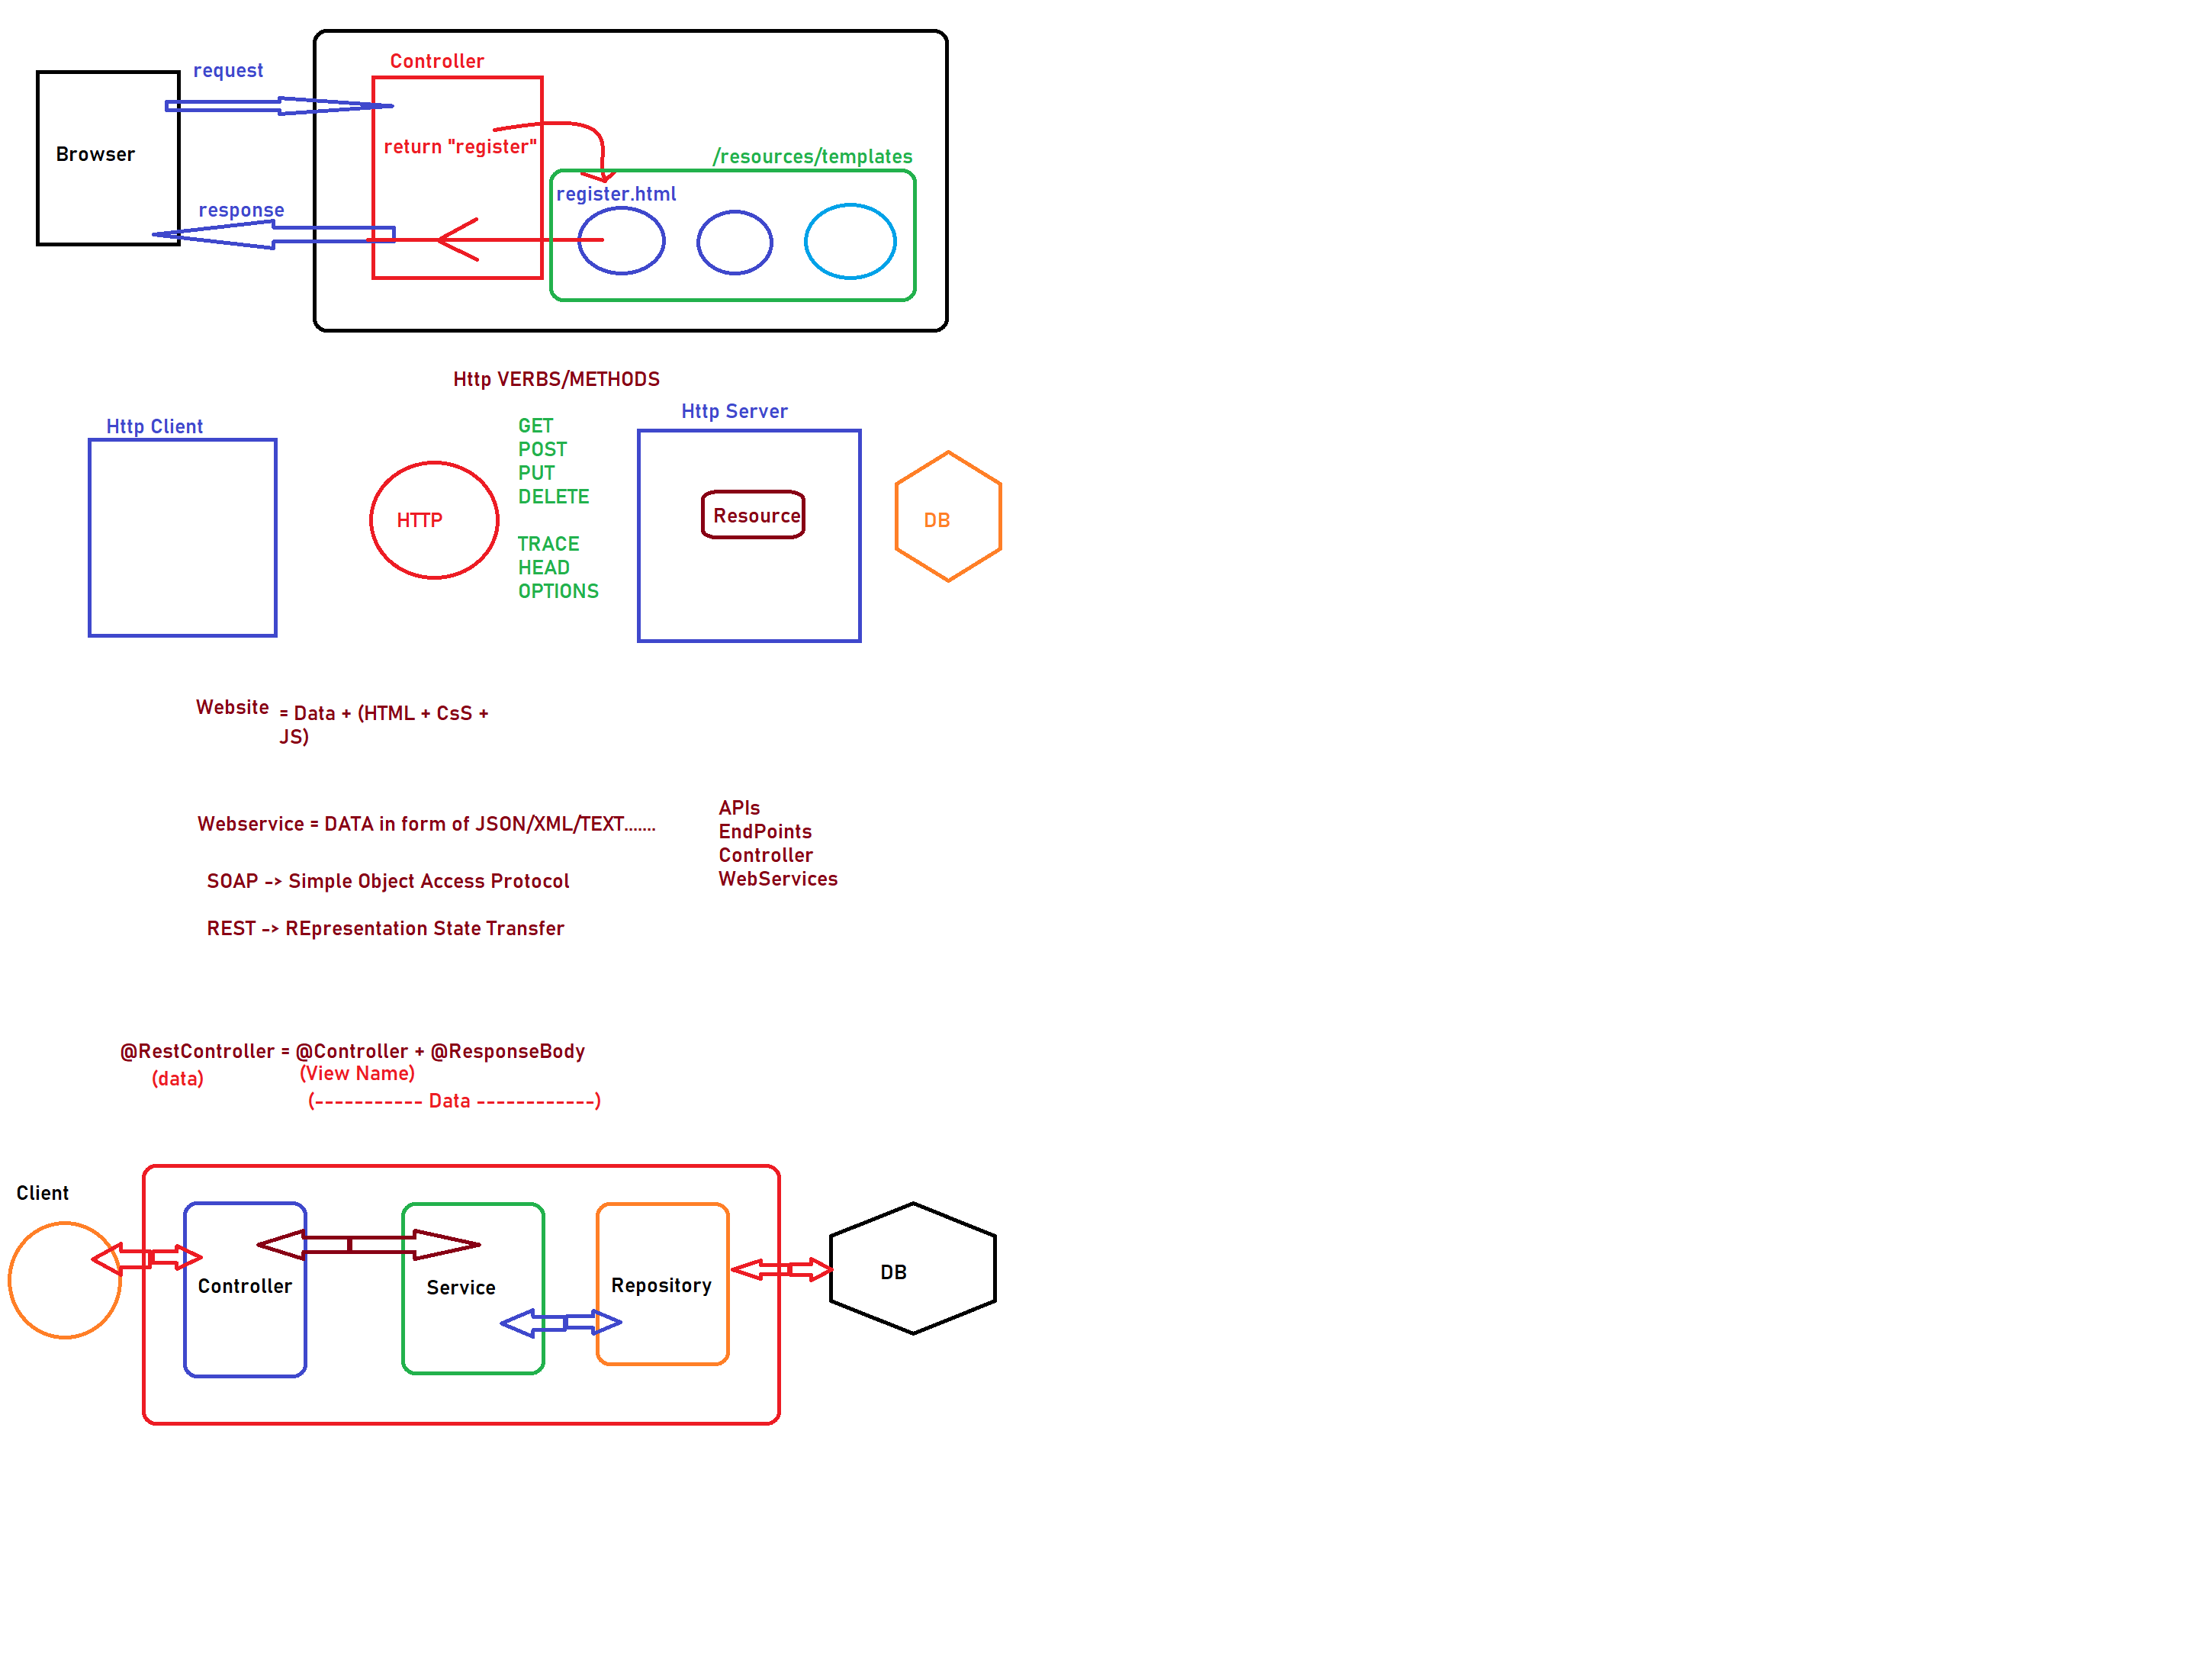 Controller
request
Browser
return "register"
/resources/templates
register.html
response
Http VERBS/METHODS
Http Client
Http Server
GET
POST
PUT
DELETE
TRACE
HEAD
OPTIONS
HTTP
Resource
DB
Website
= Data + (HTML + CsS +
JS)
Webservice = DATA in form of JSON/XML/TEXT.......
APIs
EndPoints
Controller
WebServices
SOAP -> Simple Object Access Protocol
REST -> REpresentation State Transfer
@RestController = @Controller + @ResponseBody
(data)
(View Name)
(----------- Data ------------)
Client
Controller
Service
Repository
DB